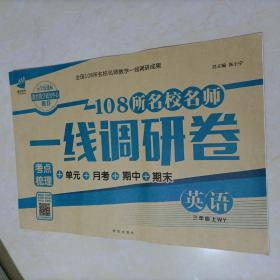 全国108所名校名师教学一线调研成果
108所名校名师
一线调研卷
考点
梳理
+单元+月考+期中+期末
英语
三年级上WY